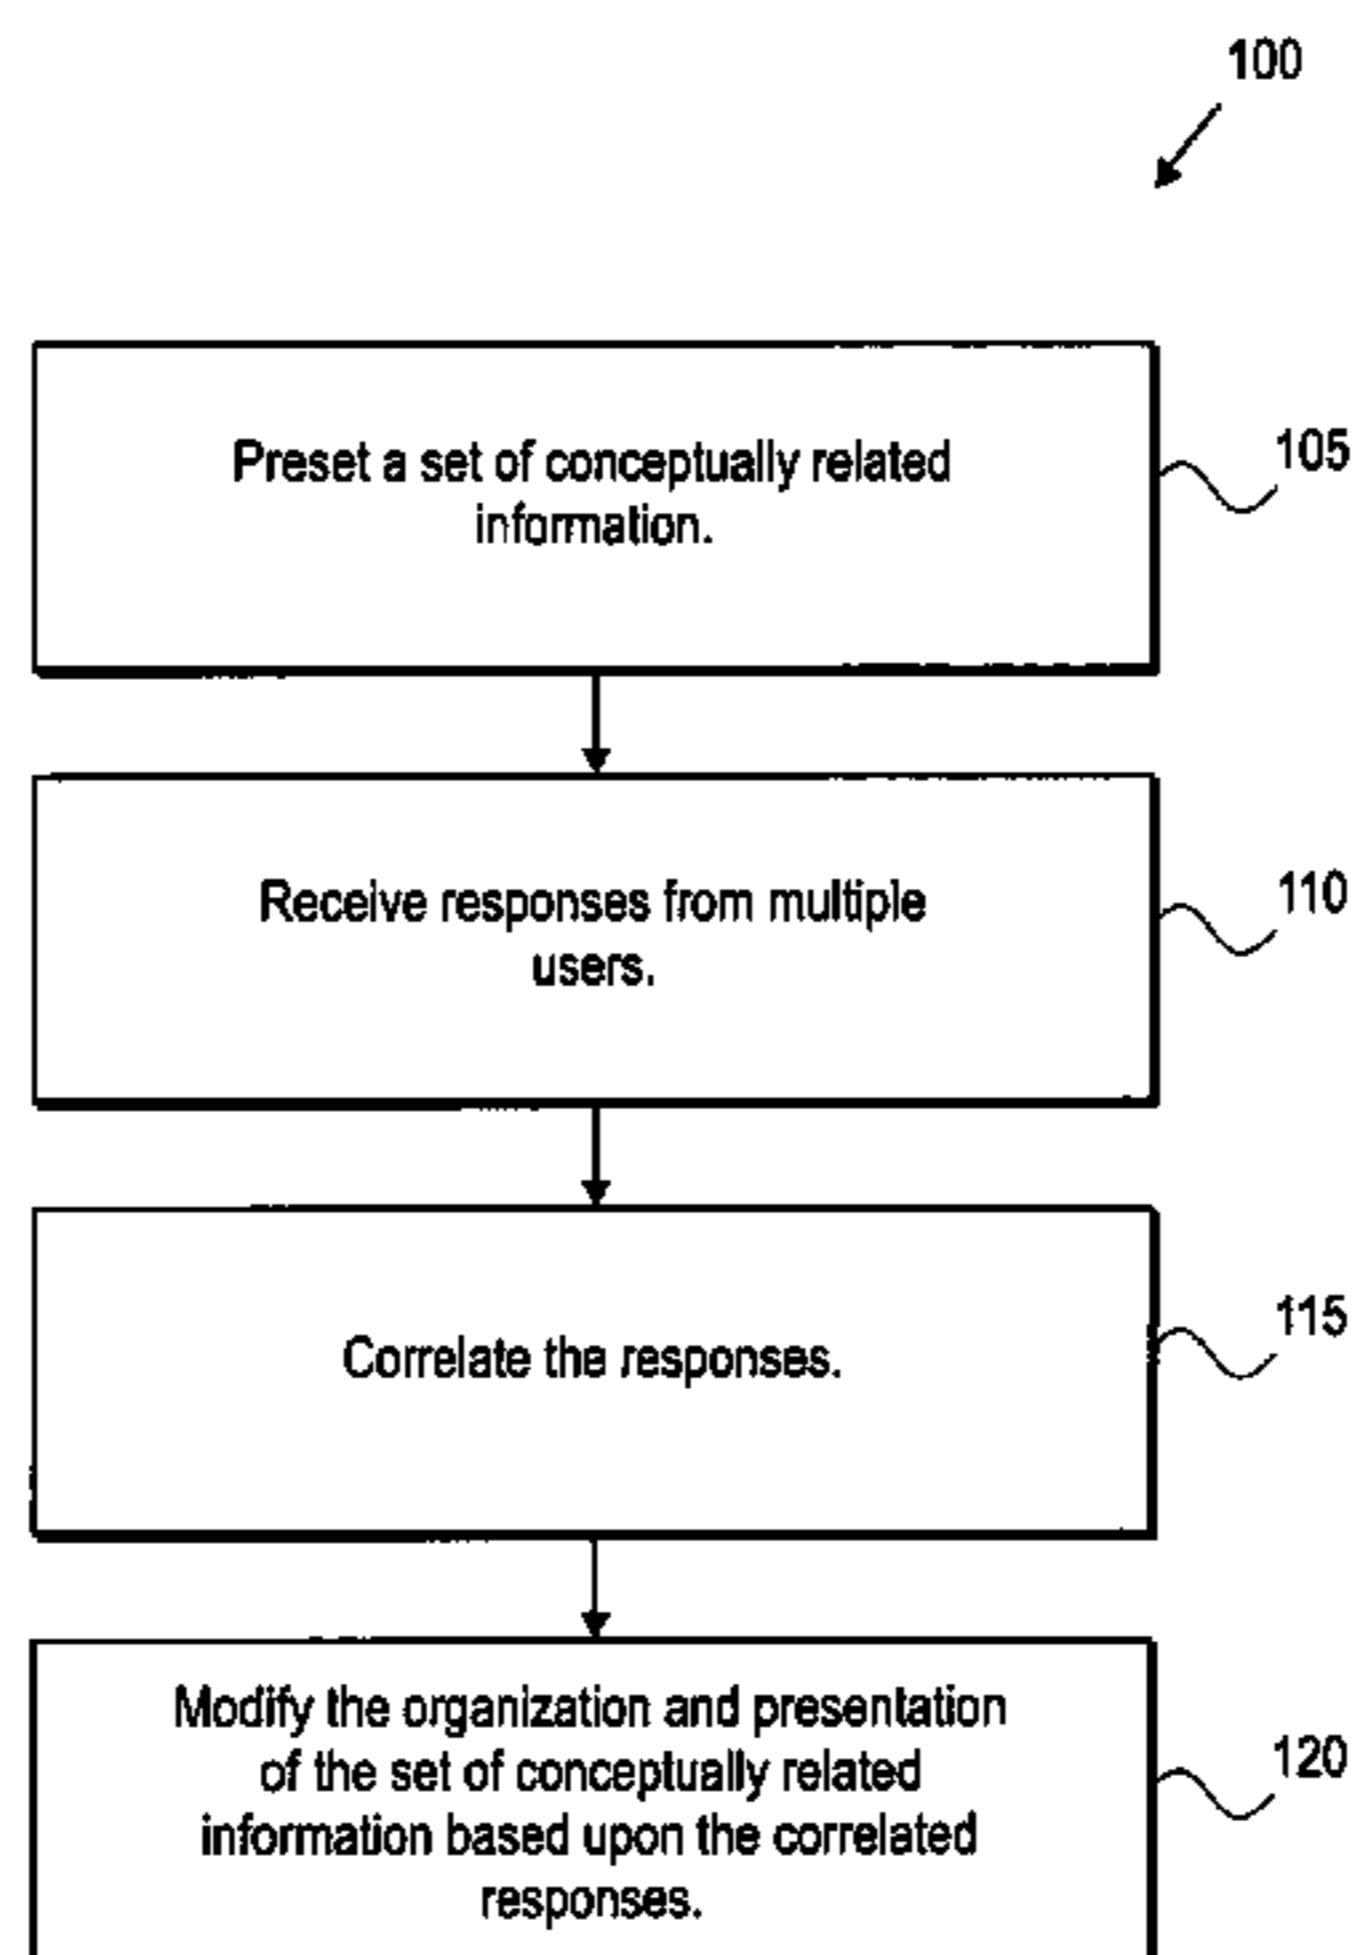 100
Preset a set of conceptually related
information.
105
Receive responses from multiple
users.
110
Correlate the responses.
115
Modify the organization and presentation
of the set of conceptually related
information based upon the correlated
responses.
120